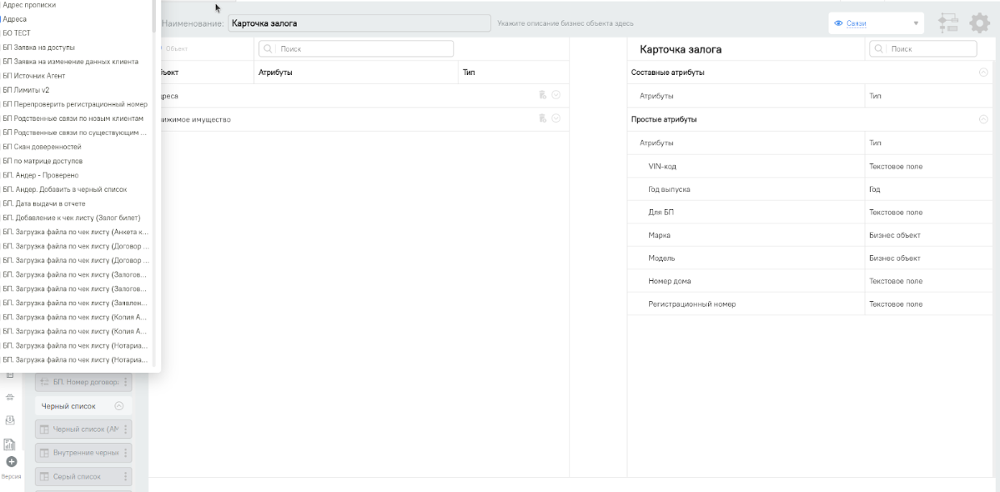 Адрес прописки
Адреса
БО ТЕСТ
БП Заявка на доступы
БП Заявка на изменение данных клиента
БП Источник Агент
БП Лимиты v2
БП Перепроверить регистрационный номер
БП Родственные связи по новым клиентам
БП Родственные связи по существующим ...
БП Скан доверенностей
БП по матрице доступов
БП. Андер - Проверено
БП. Андер. Добавить в черный список
БП. Дата выдачи в отчете
БП. Добавление к чек листу (Залог билет)
БП. Загрузка файла по чек листу (Анкета к...
БП. Загрузка файла по чек листу (Договор ...
БП. Загрузка файла по чек листу (Договор ...
БП. Загрузка файла по чек листу (Залогов...
БП. Загрузка файла по чек листу (Залогов...
БП. Загрузка файла по чек листу (Заявлен...
БП. Загрузка файла по чек листу (Копия А...
БП. Загрузка файла по чек листу (Копия А...
БП. Загрузка файла по чек листу (Нотариа...
БП. Загрузка файла по чек листу (Нотариа...
БП. Номер договора
Черный список
Черный список (АМ
Внутренние черные
Серый список
Версия
Наименование: Карточка залога
Укажите описание бизнес объекта здесь
Связи
Объект
Поиск
ъект Атрибуты Тип
реса
ижимое имущество
Карточка залога
Поиск
Составные атрибуты
Атрибуты Тип
Простые атрибуты
Атрибуты Тип
VIN-код Текстовое поле
Год выпуска Год
Для БП Текстовое поле
Марка Бизнес объект
Модель Бизнес объект
Номер дома Текстовое поле
Регистрационный номер Текстовое поле